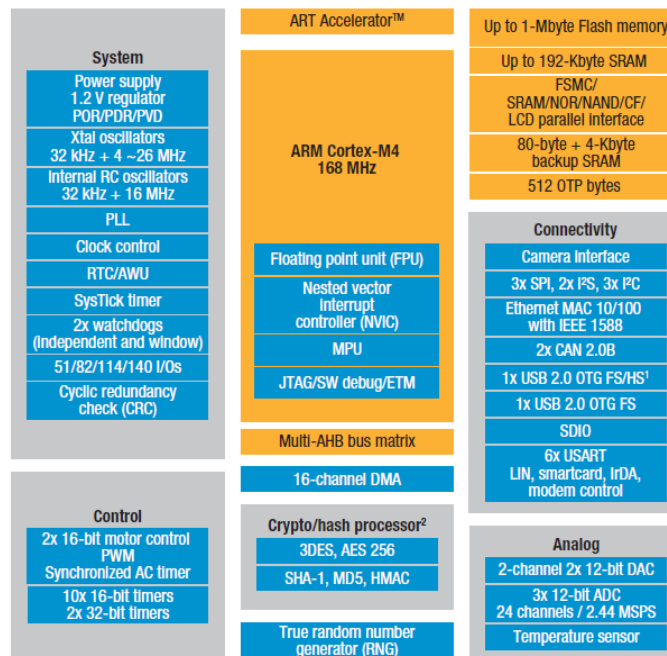 System
Power supply
1.2 V regulator
POR/PDR/PVD
Xtal oscillators
32 kHz + 4 ~26 MHz
Internal RC oscillators
32 kHz + 16 MHz
PLL
Clock control
RTC/AWU
SysTick timer
2x watchdogs
(independent and window)
51/82/114/140 I/Os
Cyclic redundancy
check (CRC)
Control
2x 16-bit motor control
PWM
Synchronized AC timer
10x 16-bit timers
2x 32-bit timers
ART Accelerator™
ARM Cortex-M4
168 MHz
Floating point unit (FPU)
Nested vector
interrupt
controller (NVIC)
MPU
JTAG/SW debug/ETM
Multi-AHB bus matrix
16-channel DMA
Crypto/hash processor²
3DES, AES 256
SHA-1, MD5, HMAC
True random number
generator (RNG)
Up to 1-Mbyte Flash memory
Up to 192-Kbyte SRAM
FSMC/
SRAM/NOR/NAND/CF/
LCD parallel interface
80-byte + 4-Kbyte
backup SRAM
512 OTP bytes
Connectivity
Camera interface
3x SPI, 2x I²S, 3x I²C
Ethernet MAC 10/100
with IEEE 1588
2x CAN 2.0B
1x USB 2.0 OTG FS/HS¹
1x USB 2.0 OTG FS
SDIO
6x USART
LIN, smartcard, IrDA,
modem control
Analog
2-channel 2x 12-bit DAC
3x 12-bit ADC
24 channels / 2.44 MSPS
Temperature sensor